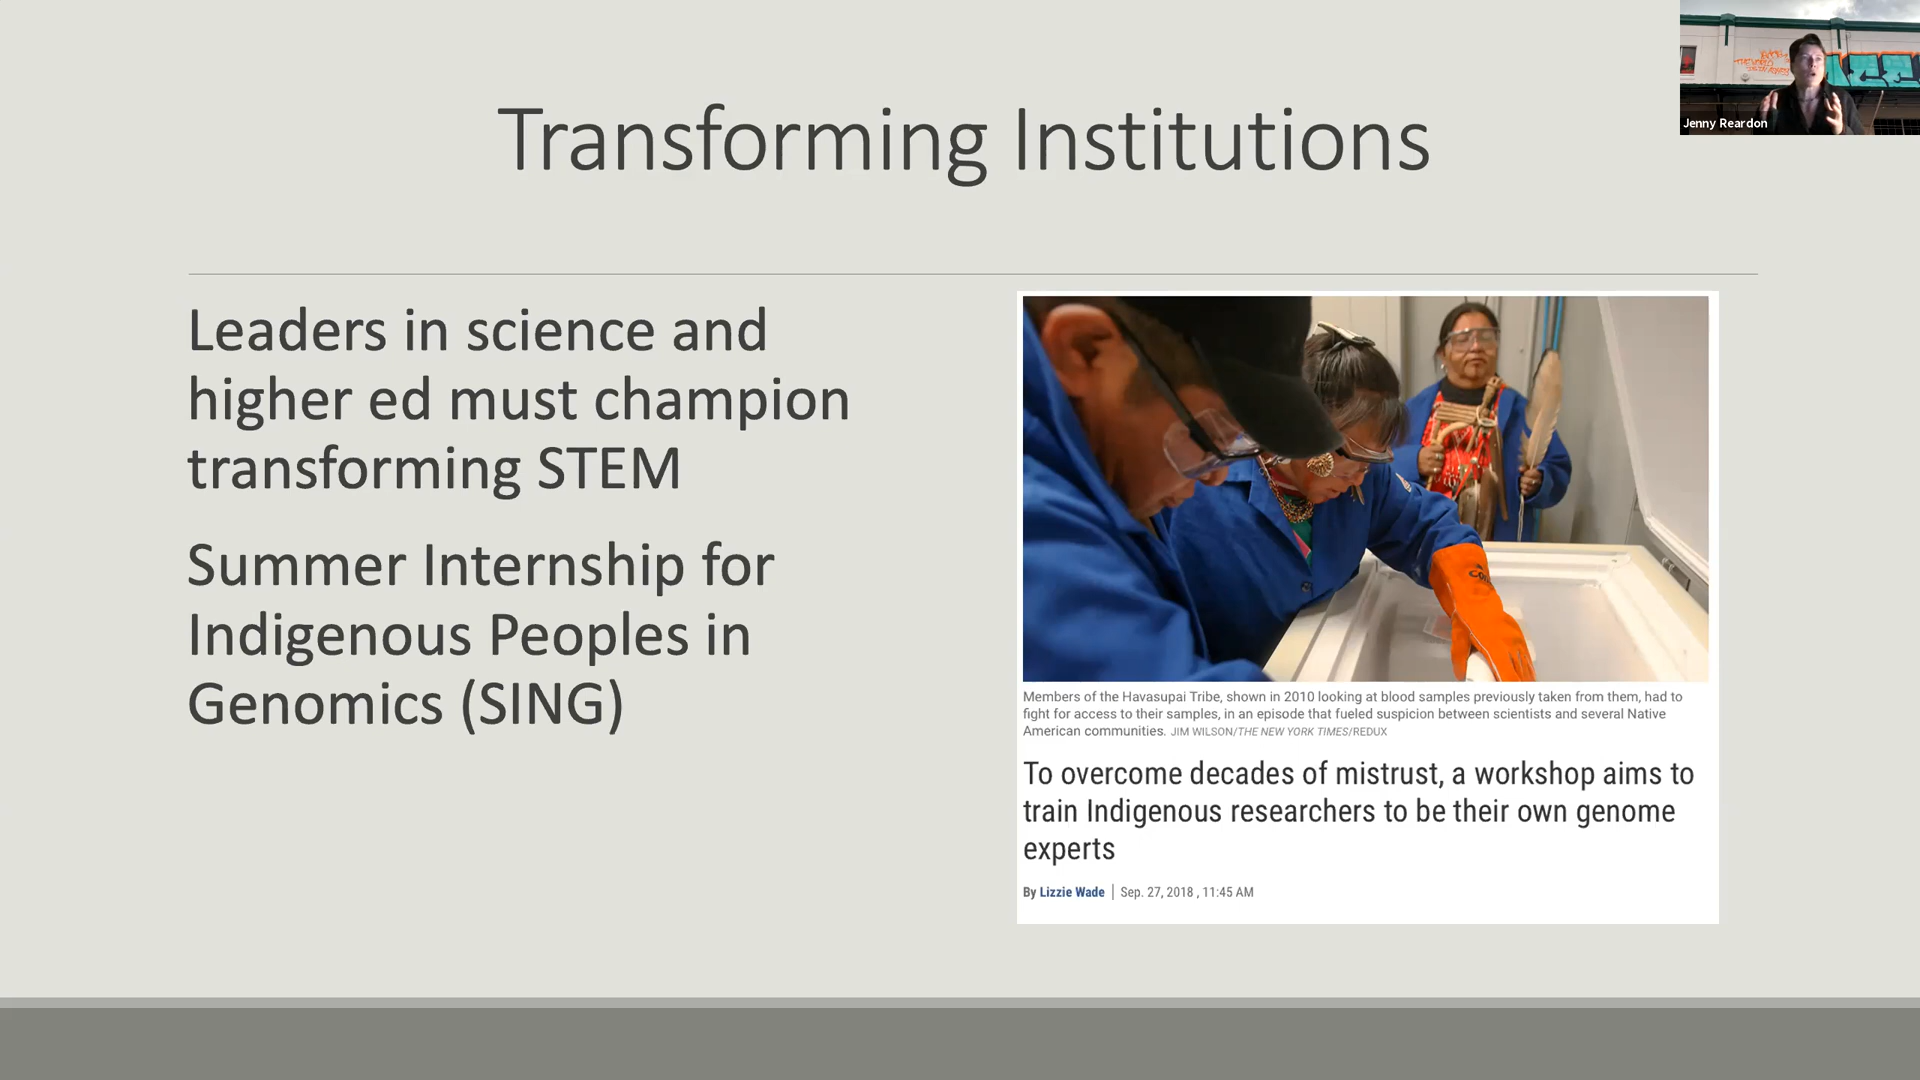 Transforming Institutions
Jenny Reardon
Leaders in science and
higher ed must champion
transforming STEM
Summer Internship for
Indigenous Peoples in
Genomics (SING)
Members of the Havasupai Tribe, shown in 2010 looking at blood samples previously taken from them, had to
fight for access to their samples, in an episode that fueled suspicion between scientists and several Native
American communities. JIM WILSON/THE NEW YORK TIMES/REDUX
To overcome decades of mistrust, a workshop aims to
train Indigenous researchers to be their own genome
experts
By Lizzie Wade | Sep. 27, 2018 , 11:45 AM